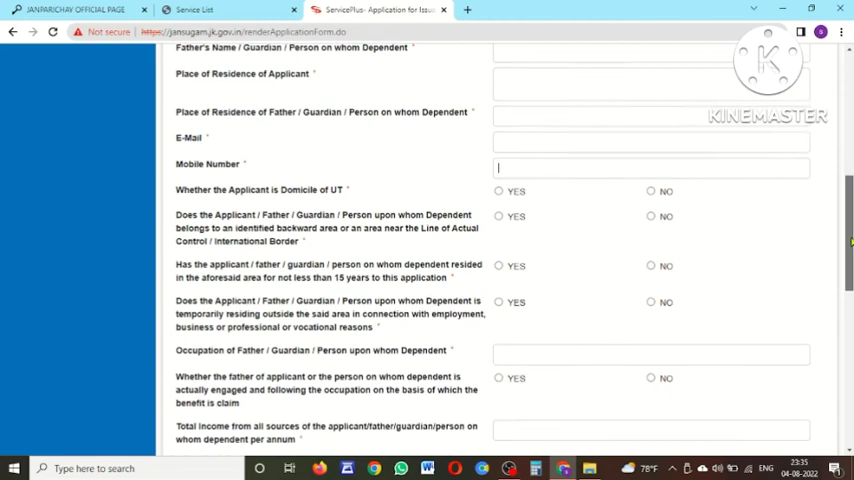 JANPARICHAY OFFICIAL PAGE
Service List
ServicePlus- Application for Issu
Not secure
https://jansugam.jk.gov.in/renderApplicationForm.do
Father's Name / Guardian / Person on whom Dependent *
Place of Residence of Applicant *
K
Place of Residence of Father / Guardian / Person on whom Dependent *
KINEMASTER
E-Mail *
Mobile Number *
Whether the Applicant is Domicile of UT * YES NO
Does the Applicant / Father / Guardian / Person upon whom Dependent YES NO
belongs to an identified backward area or an area near the Line of Actual
Control / International Border *
Has the applicant / father / guardian / person on whom dependent resided YES NO
in the aforesaid area for not less than 15 years to this application *
Does the Applicant / Father / Guardian / Person upon whom Dependent is YES NO
temporarily residing outside the said area in connection with employment,
business or professional or vocational reasons *
Occupation of Father / Guardian / Person upon whom Dependent *
Whether the father of applicant or the person on whom dependent is YES NO
actually engaged and following the occupation on the basis of which the
benefit is claim
Total Income from all sources of the applicant/father/guardian/person on
whom dependent per annum *
Type here to search
78°F
ENG
23:35
04-08-2022